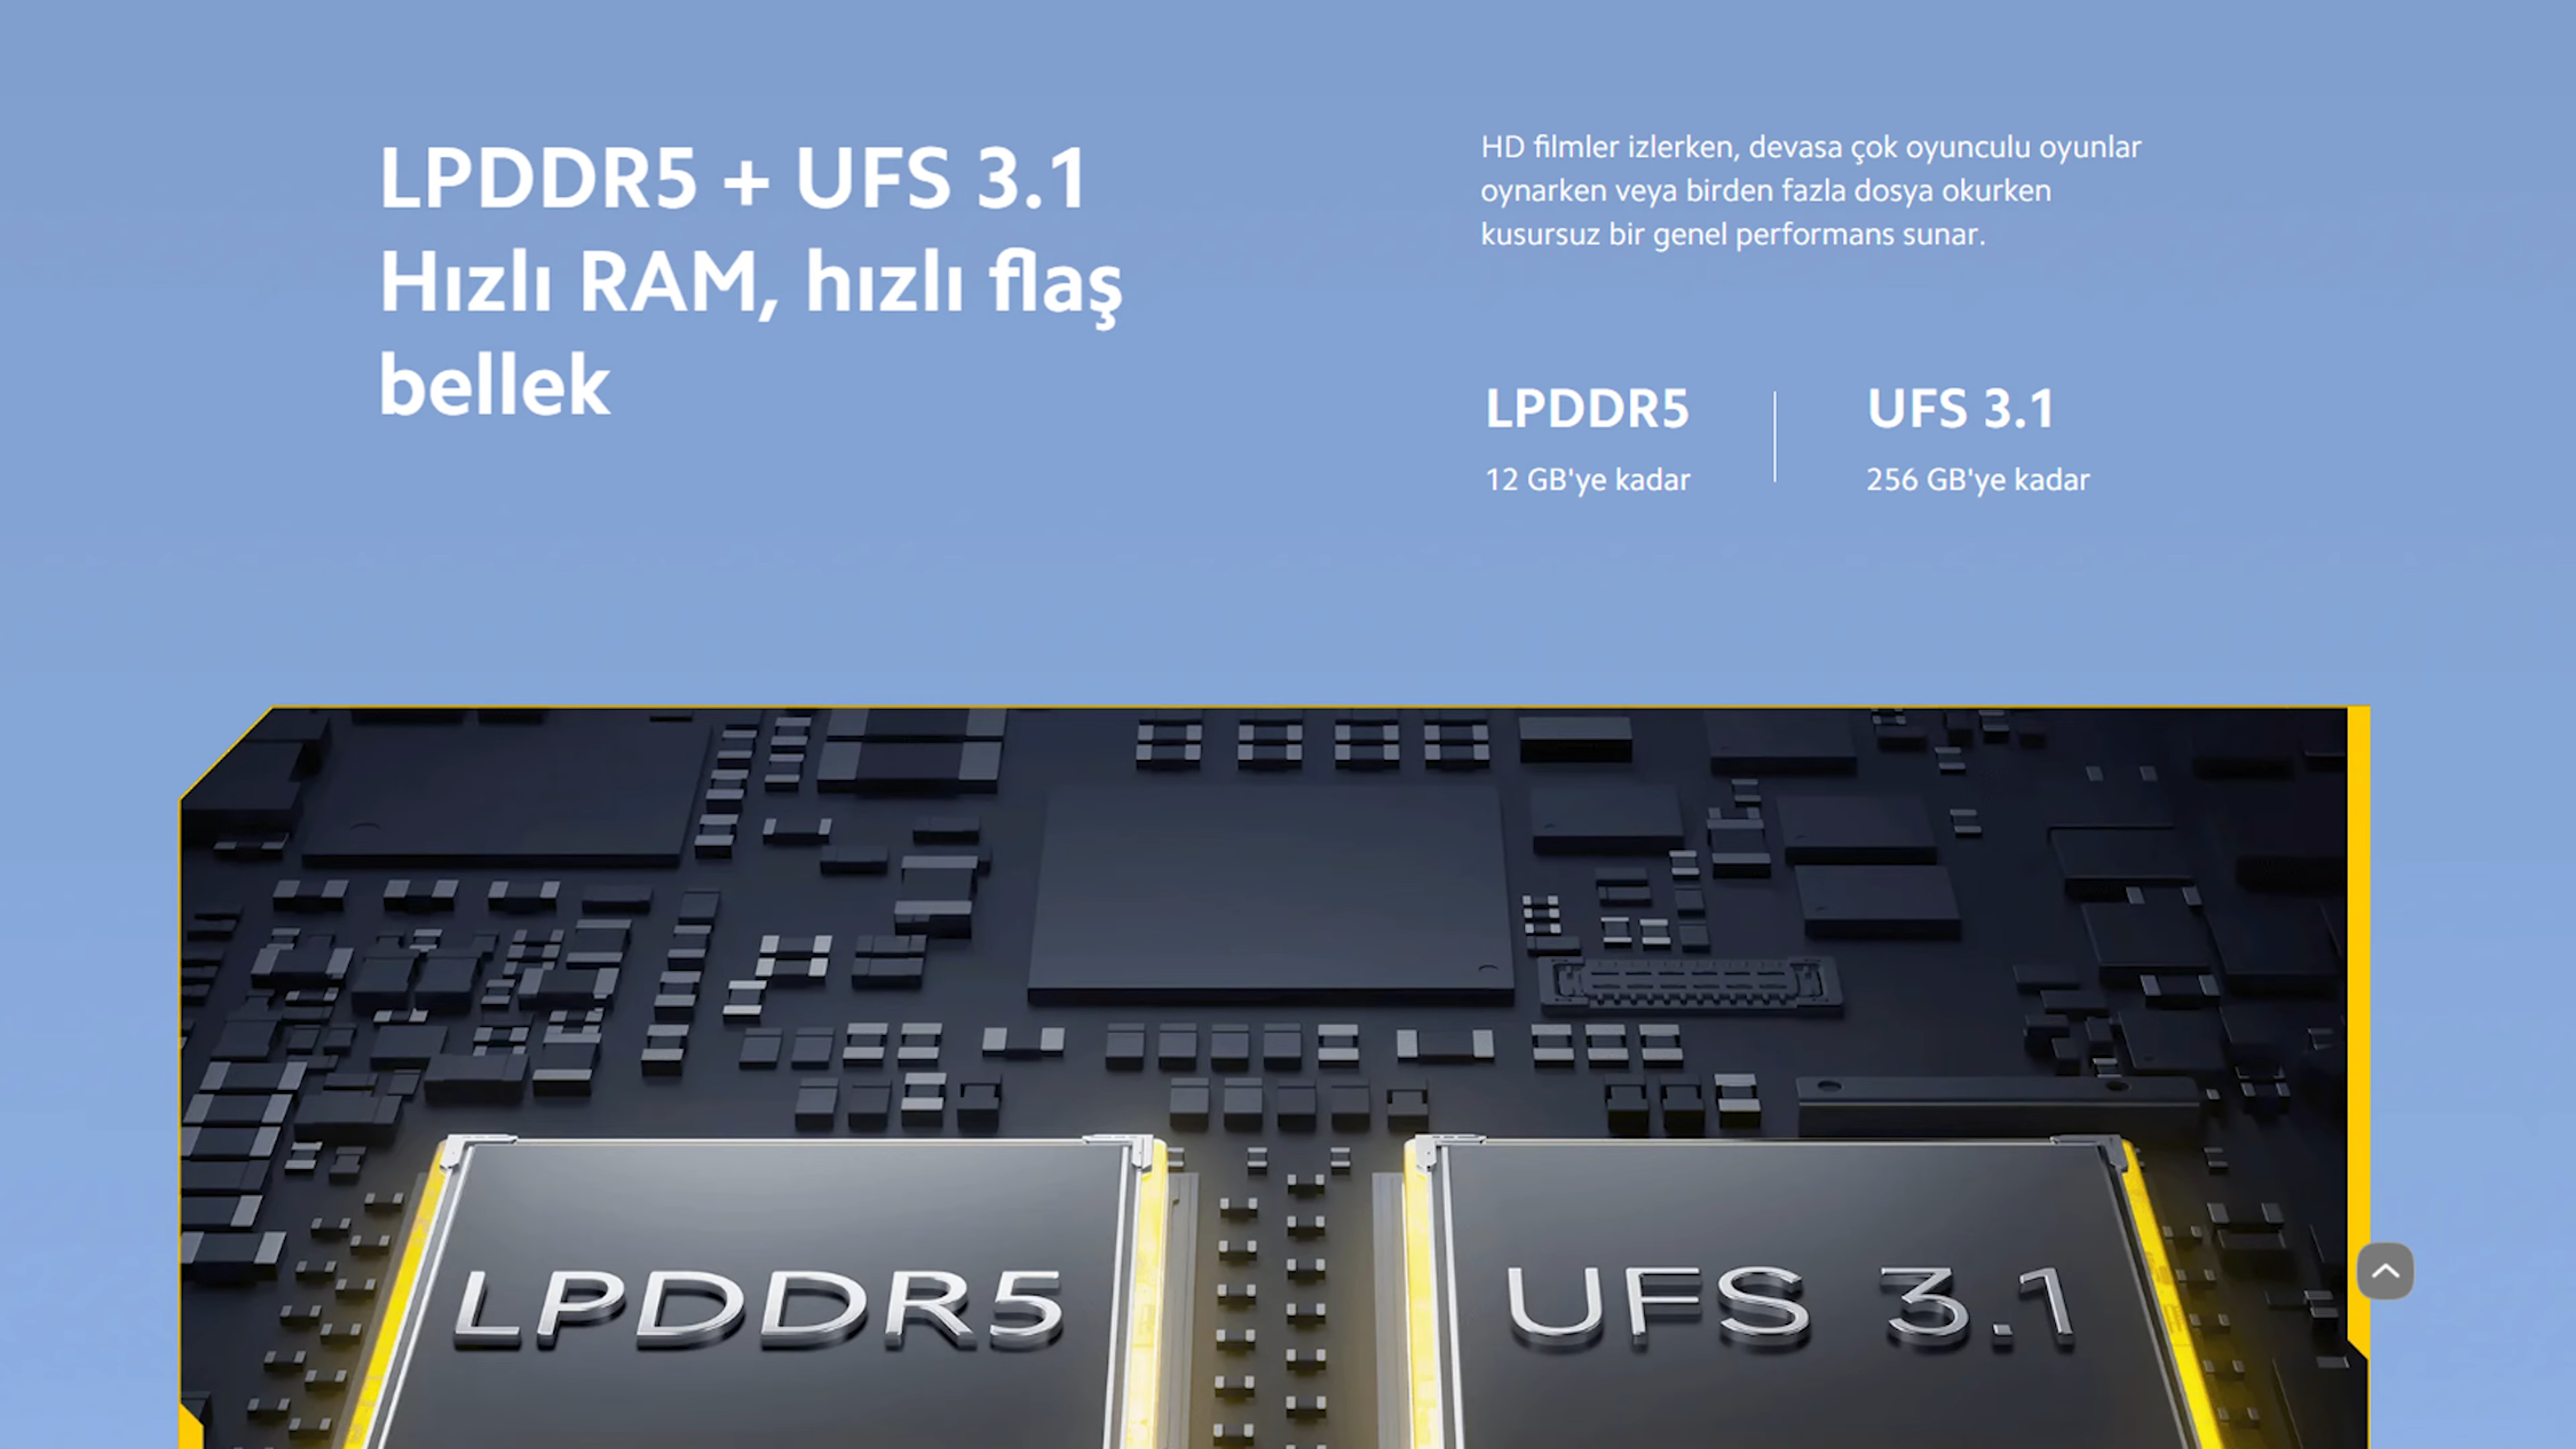 LPDDR5 + UFS 3.1
Hızlı RAM, hızlı flaş
bellek
HD filmler izlerken, devasa çok oyunculu oyunlar
oynarken veya birden fazla dosya okurken
kusursuz bir genel performans sunar.
LPDDR5
12 GB'ye kadar
UFS 3.1
256 GB'ye kadar
LPDDR5
UFS 3.1